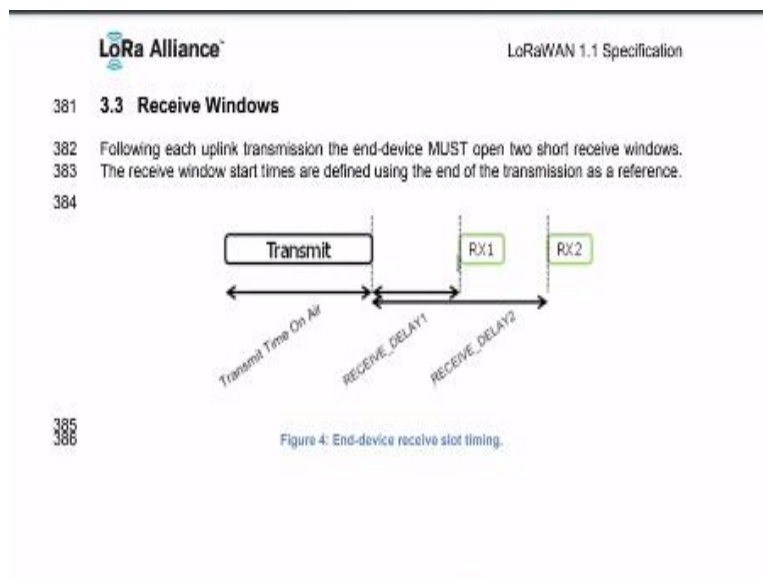 LoRa Alliance™
LoRaWAN 1.1 Specification
381 3.3 Receive Windows
382 Following each uplink transmission the end-device MUST open two short receive windows.
383 The receive window start times are defined using the end of the transmission as a reference.
384
Transmit RX1 RX2
Transmit Time On Air
RECEIVE_DELAY1
RECEIVE_DELAY2
385
386 Figure 4: End-device receive slot timing.